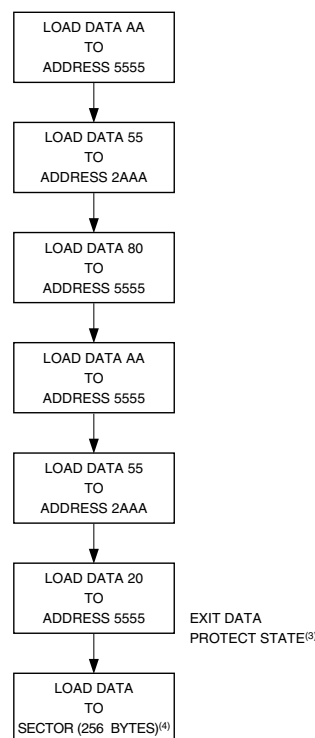 LOAD DATA AA
TO
ADDRESS 5555
LOAD DATA 55
TO
ADDRESS 2AAA
LOAD DATA 80
TO
ADDRESS 5555
LOAD DATA AA
TO
ADDRESS 5555
LOAD DATA 55
TO
ADDRESS 2AAA
LOAD DATA 20
TO
ADDRESS 5555
EXIT DATA
PROTECT STATE(3)
LOAD DATA
TO
SECTOR (256 BYTES)(4)